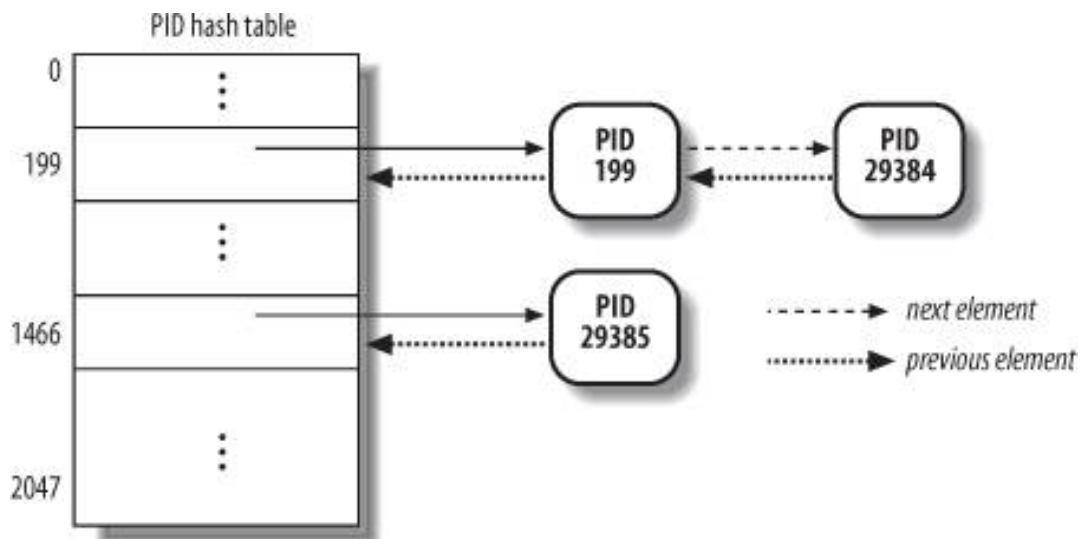 PID hash table
0
199
1466
2047
PID
199
PID
29384
PID
29385
next element
previous element